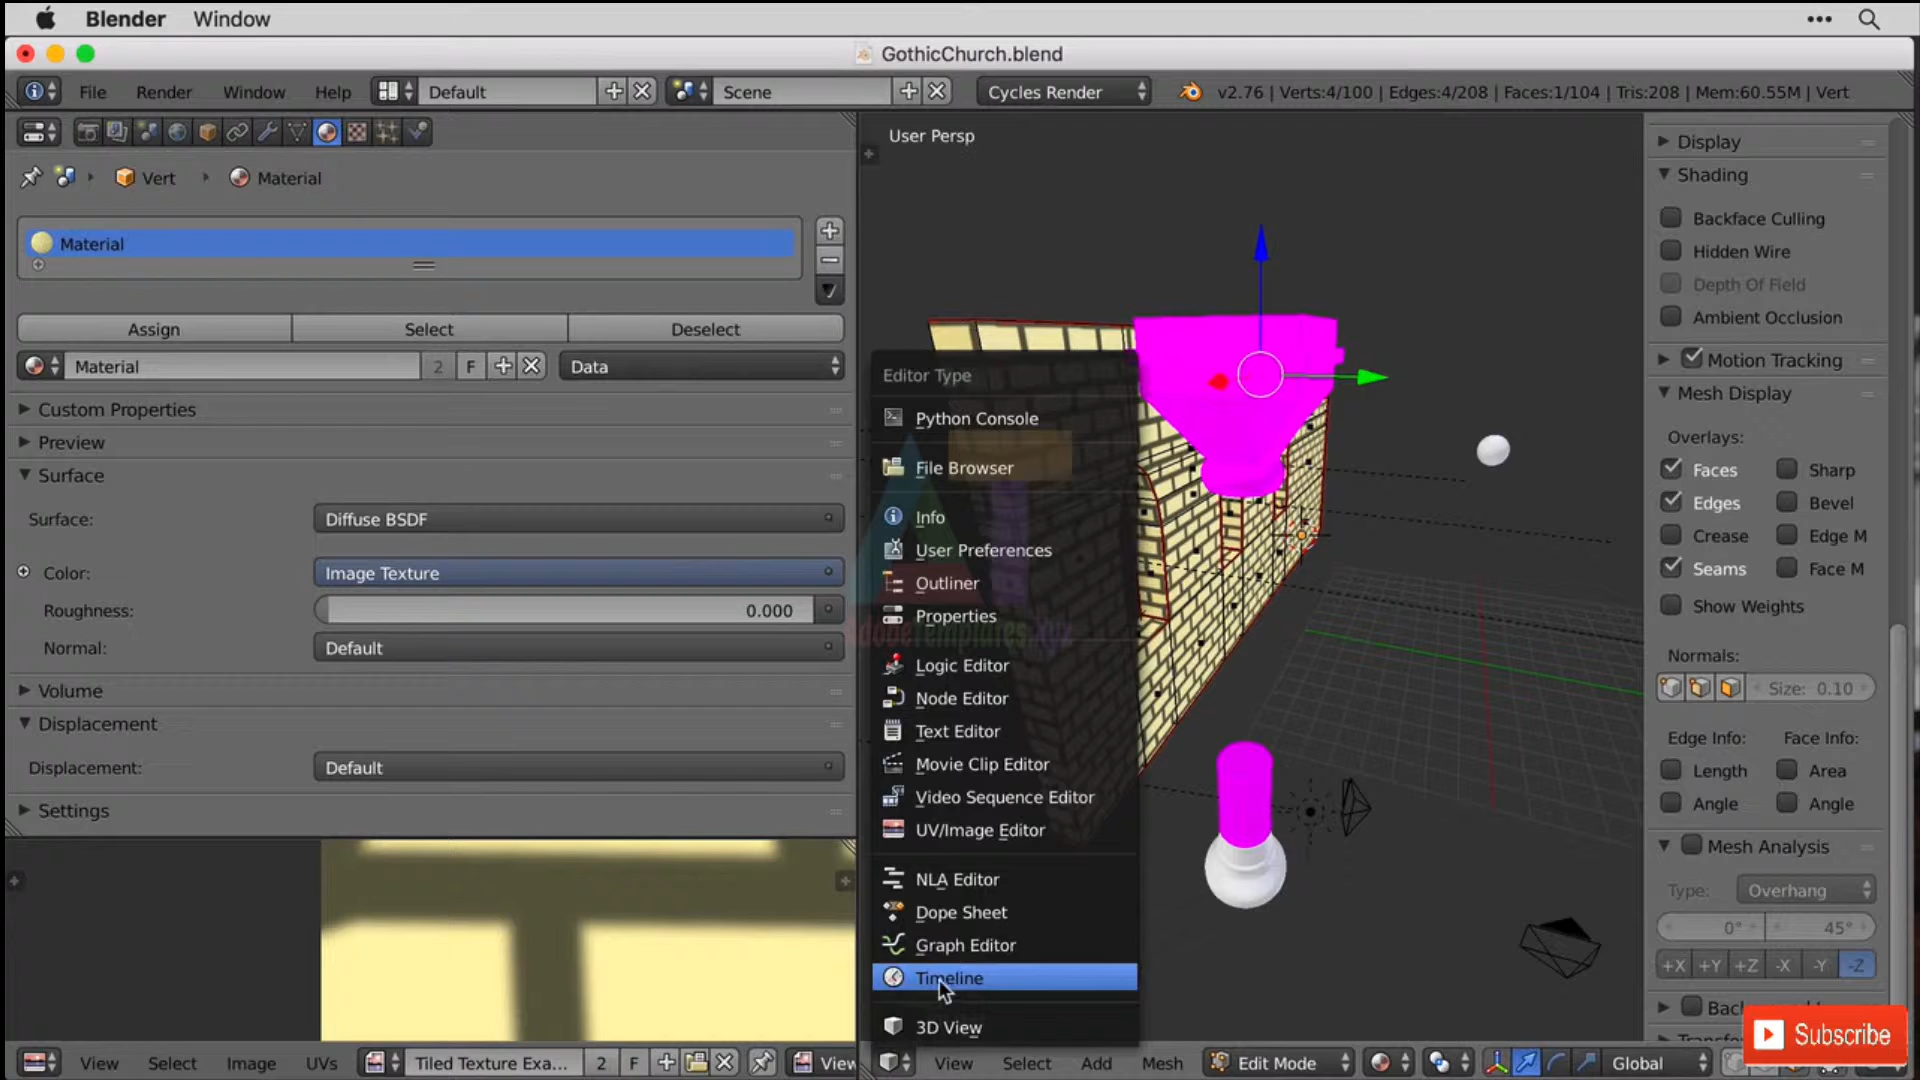 Blender Window
GothicChurch.blend
File Render Window Help Default Scene Cycles Render v2.76 | Verts:4/100 | Edges:4/208 | Faces:1/104 | Tris:208 | Mem:60.55M | Vert
Vert Material
Material
Assign Select Deselect
Material 2 F Data
Custom Properties
Preview
Surface
Surface: Diffuse BSDF
Color: Image Texture
Roughness: 0.000
Normal: Default
Volume
Displacement
Displacement: Default
Settings
View Select Image UVs Tiled Texture Exa... 2 F View
User Persp
Editor Type
Python Console
File Browser
Info
User Preferences
Outliner
Properties
Logic Editor
Node Editor
Text Editor
Movie Clip Editor
Video Sequence Editor
UV/Image Editor
NLA Editor
Dope Sheet
Graph Editor
Timeline
3D View
View Select Add Mesh Edit Mode Global
Display
Shading
Backface Culling
Hidden Wire
Depth Of Field
Ambient Occlusion
Motion Tracking
Mesh Display
Overlays:
Faces Sharp
Edges Bevel
Crease Edge M
Seams Face M
Show Weights
Normals:
Size: 0.10
Edge Info: Face Info:
Length Area
Angle Angle
Mesh Analysis
Type: Overhang
0° 45°
+X +Y +Z -X -Y -Z
Subscribe